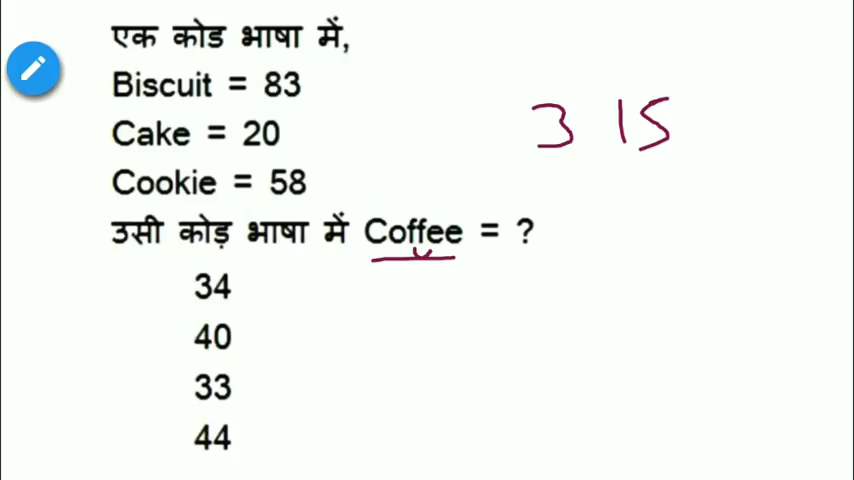 एक कोड भाषा में,
Biscuit = 83
Cake = 20
3 15
Cookie = 58
उसी कोड़ भाषा में Coffee = ?
34
40
33
44